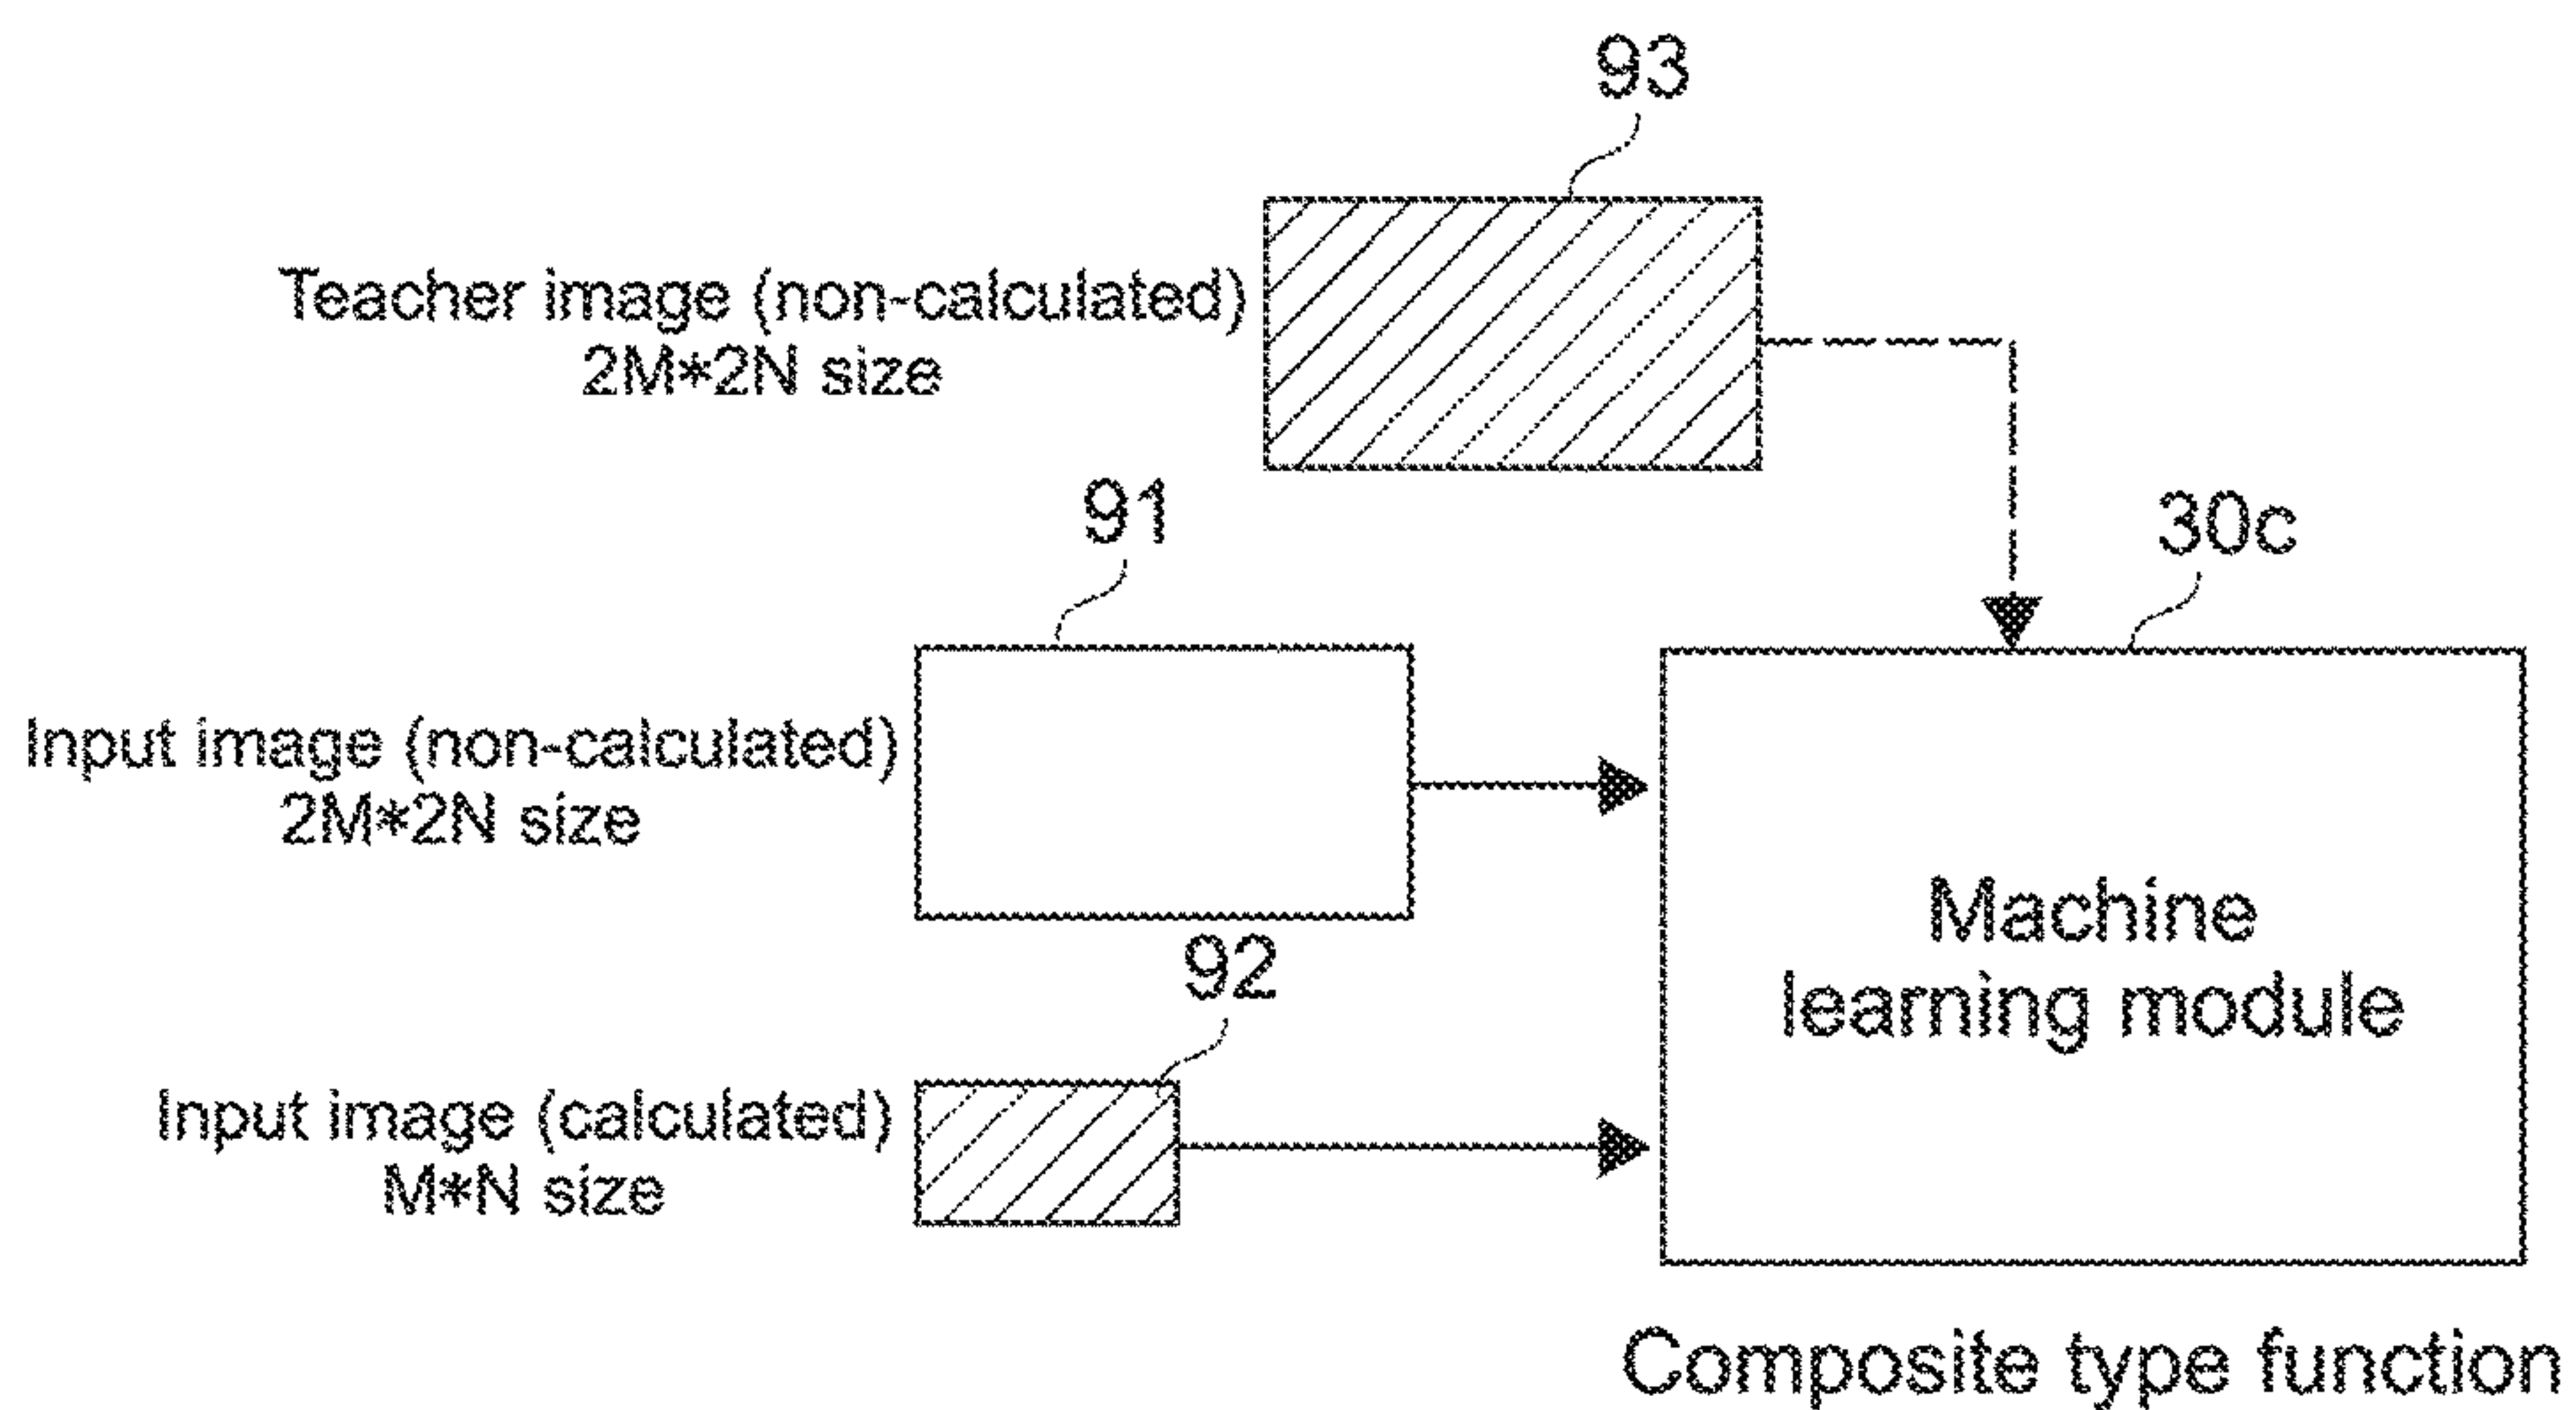 93
Teacher image (non-calculated)
2M*2N size
91
30c
Input image (non-calculated)
2M*2N size
Machine
learning module
92
Input image (calculated)
M*N size
Composite type function